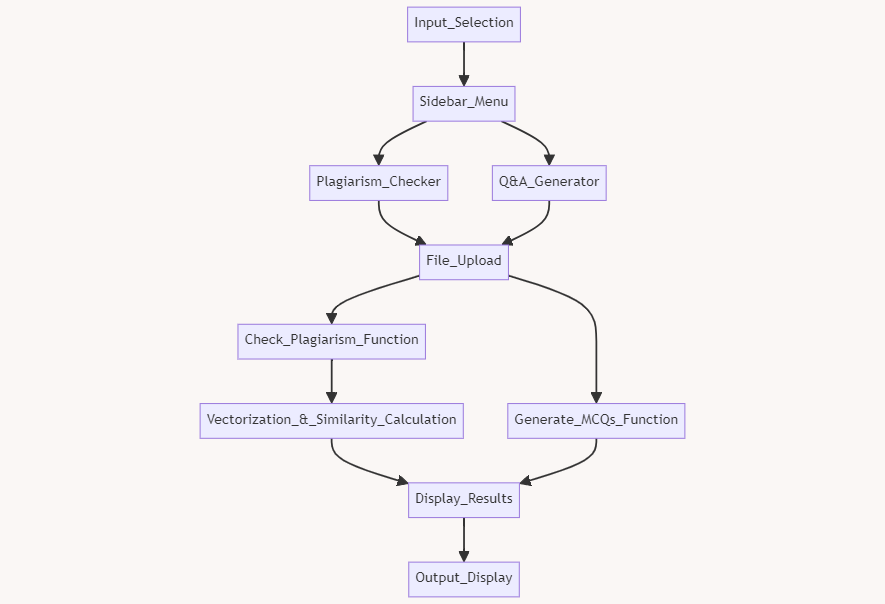 Input_Selection
Sidebar_Menu
Plagiarism_Checker
Q&A_Generator
File_Upload
Check_Plagiarism_Function
Vectorization_&_Similarity_Calculation
Generate_MCQs_Function
Display_Results
Output_Display